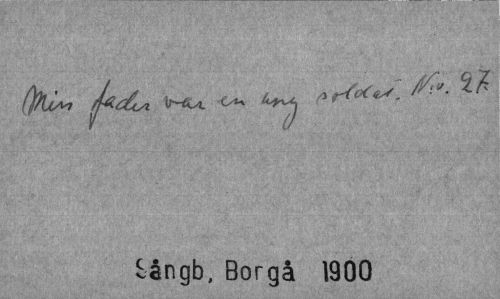 Min fader var en ung soldat. N:o. 27.
Sångb, Borgå 1900